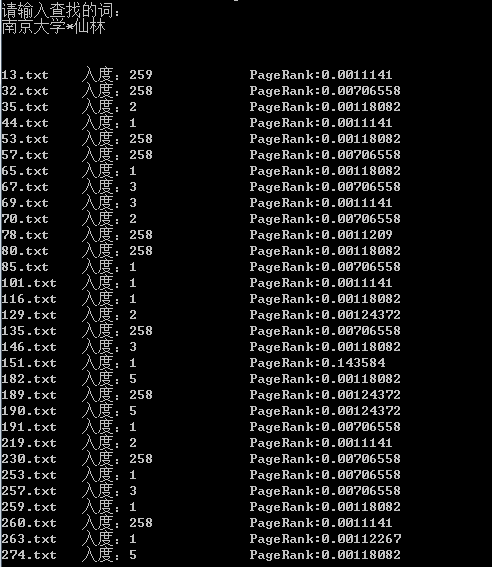 请输入查找的词：
南京大学*仙林
13.txt 入度：259 PageRank:0.0011141
32.txt 入度：258 PageRank:0.00706558
35.txt 入度：2 PageRank:0.00118082
44.txt 入度：1 PageRank:0.0011141
53.txt 入度：258 PageRank:0.00118082
57.txt 入度：258 PageRank:0.00706558
65.txt 入度：1 PageRank:0.00118082
67.txt 入度：3 PageRank:0.00706558
69.txt 入度：3 PageRank:0.0011141
70.txt 入度：2 PageRank:0.00706558
78.txt 入度：258 PageRank:0.0011209
80.txt 入度：258 PageRank:0.00118082
85.txt 入度：1 PageRank:0.00706558
101.txt 入度：1 PageRank:0.0011141
116.txt 入度：1 PageRank:0.00118082
129.txt 入度：2 PageRank:0.00124372
135.txt 入度：258 PageRank:0.00706558
146.txt 入度：3 PageRank:0.00118082
151.txt 入度：1 PageRank:0.143584
182.txt 入度：5 PageRank:0.00118082
189.txt 入度：258 PageRank:0.00124372
190.txt 入度：5 PageRank:0.00124372
191.txt 入度：1 PageRank:0.00706558
219.txt 入度：2 PageRank:0.0011141
230.txt 入度：258 PageRank:0.00706558
253.txt 入度：1 PageRank:0.00706558
257.txt 入度：3 PageRank:0.00706558
259.txt 入度：1 PageRank:0.00118082
260.txt 入度：258 PageRank:0.0011141
263.txt 入度：1 PageRank:0.00112267
274.txt 入度：5 PageRank:0.00118082